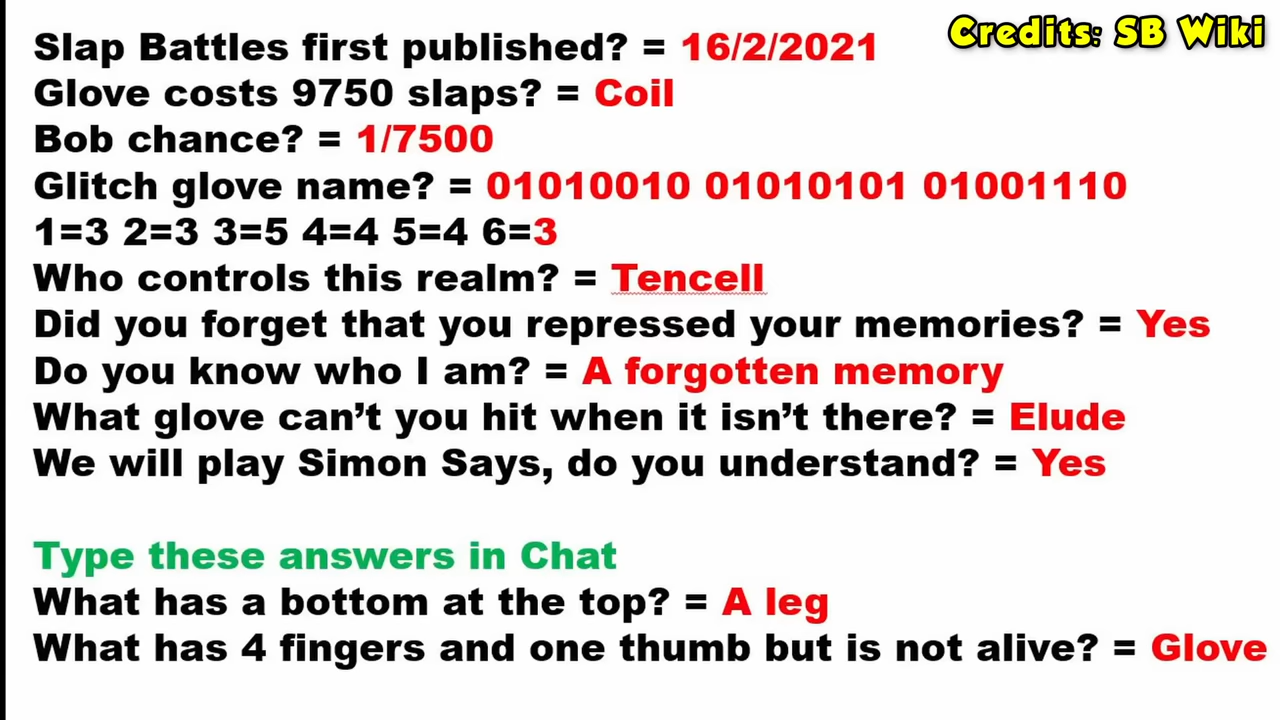 Slap Battles first published? = 16/2/2021
Credits: SB Wiki
Glove costs 9750 slaps? = Coil
Bob chance? = 1/7500
Glitch glove name? = 01010010 01010101 01001110
1=3 2=3 3=5 4=4 5=4 6=3
Who controls this realm? = Tencell
Did you forget that you repressed your memories? = Yes
Do you know who I am? = A forgotten memory
What glove can’t you hit when it isn’t there? = Elude
We will play Simon Says, do you understand? = Yes
Type these answers in Chat
What has a bottom at the top? = A leg
What has 4 fingers and one thumb but is not alive? = Glove